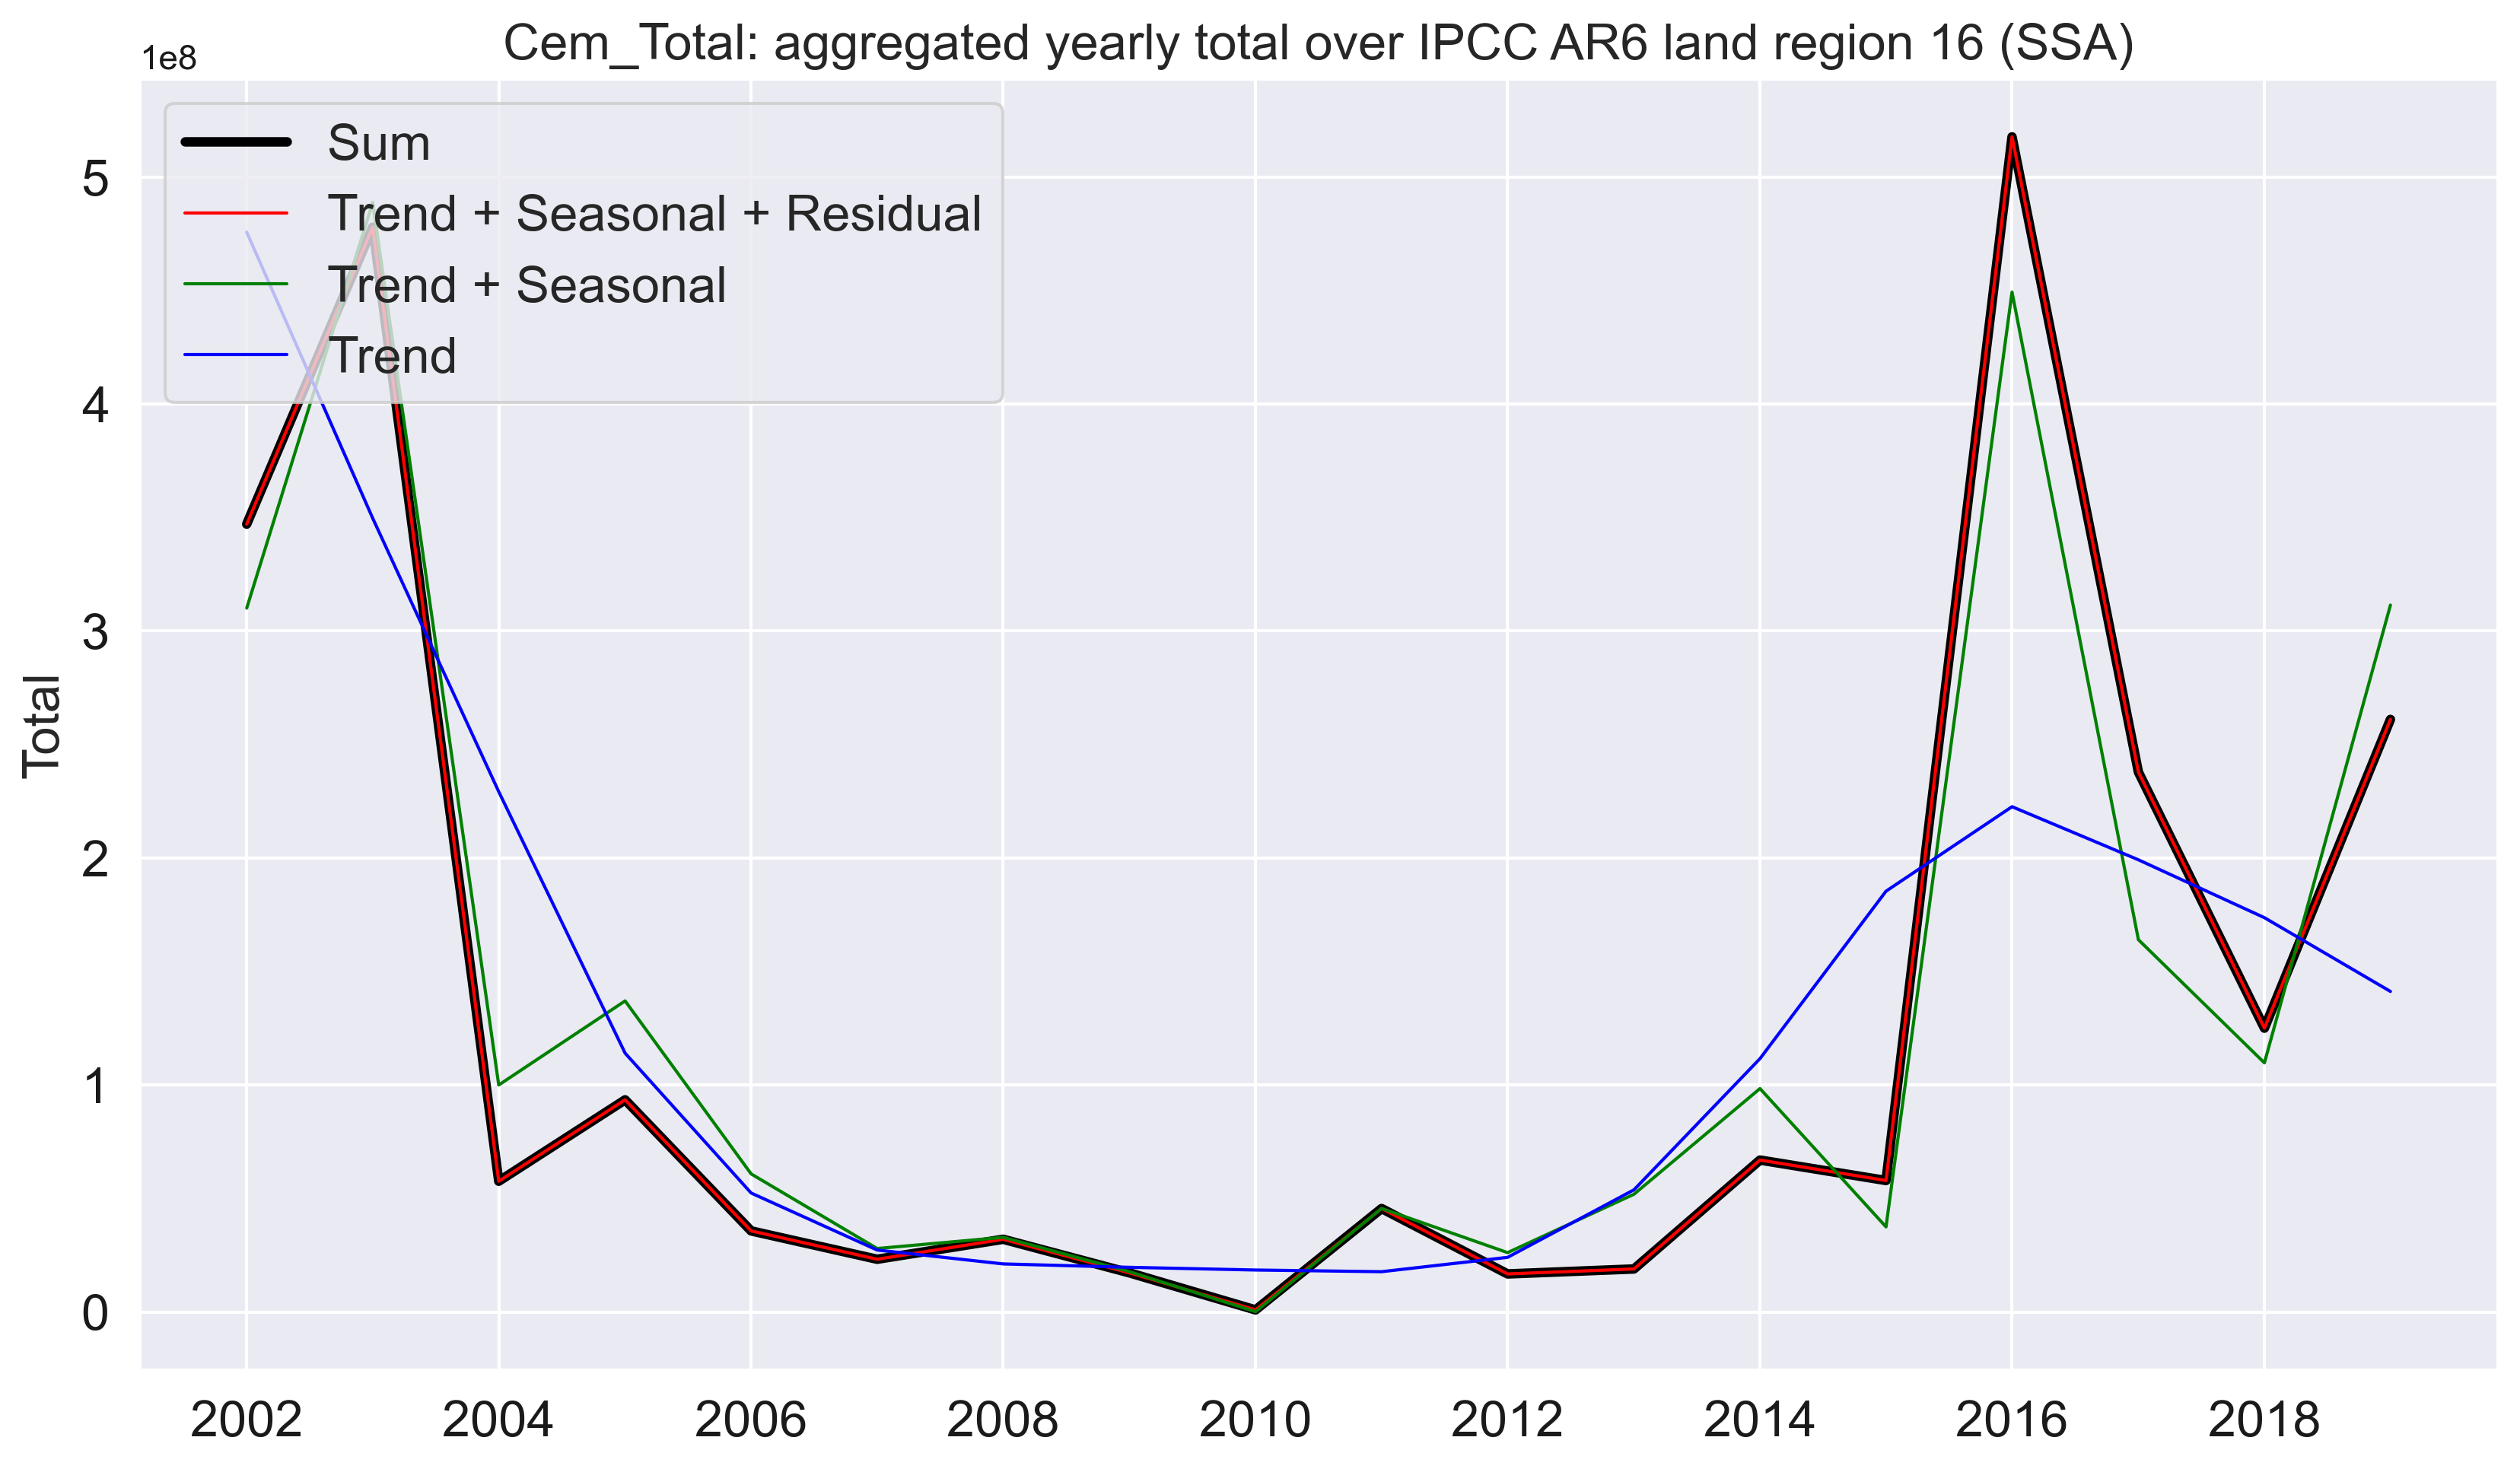 Cem_Total: aggregated yearly total over IPCC AR6 land region 16 (SSA)
1e8
Sum
Trend + Seasonal + Residual
Trend + Seasonal
Trend
5
4
3
2
1
0
Total
2002 2004 2006 2008 2010 2012 2014 2016 2018